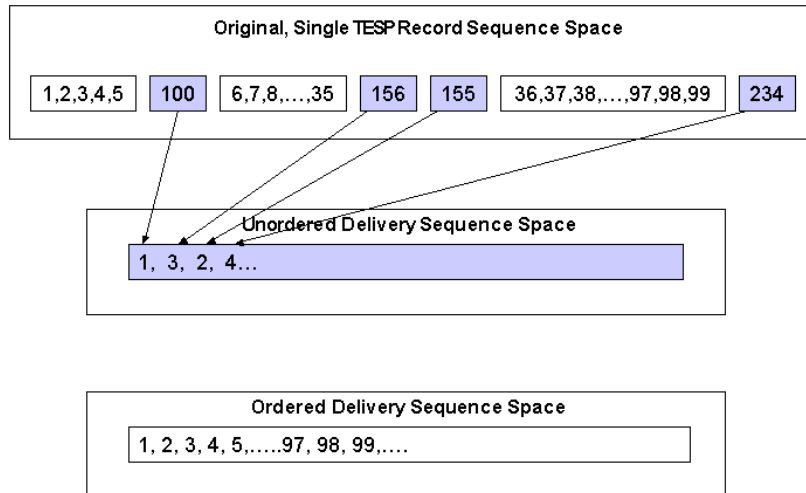 Original, Single TESP Record Sequence Space
1,2,3,4,5 100 6,7,8,...,35 156 155 36,37,38,...,97,98,99 234
Unordered Delivery Sequence Space
1, 3, 2, 4...
Ordered Delivery Sequence Space
1, 2, 3, 4, 5,.....97, 98, 99,....